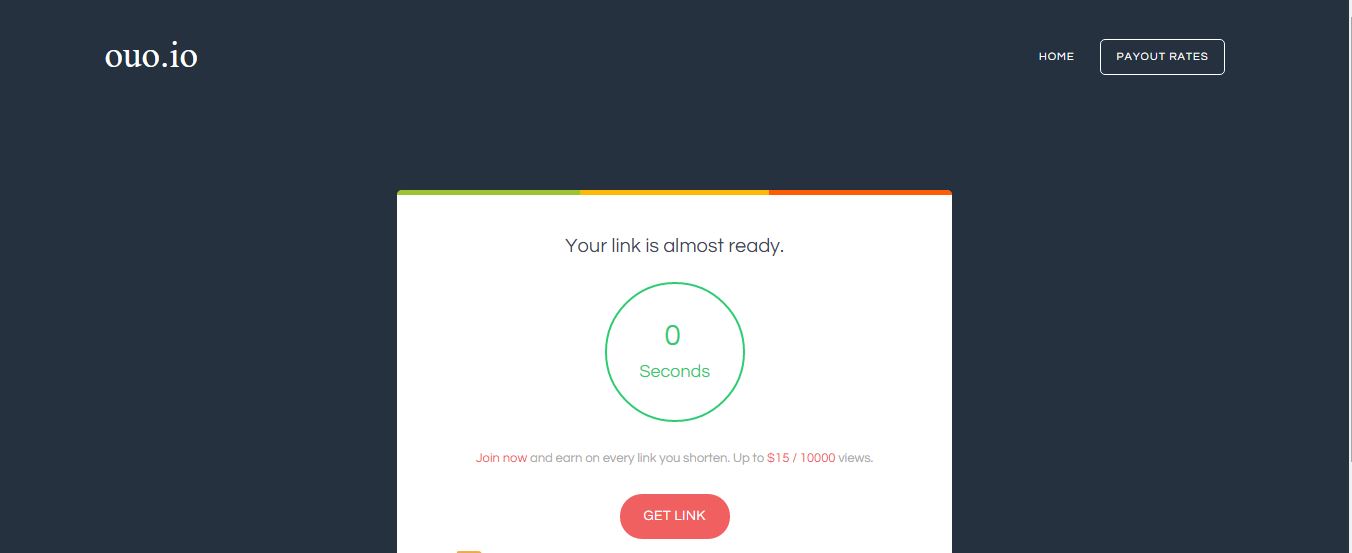 ouo.io
HOME
PAYOUT RATES
Your link is almost ready.
0
Seconds
Join now and earn on every link you shorten. Up to $15 / 10000 views.
GET LINK